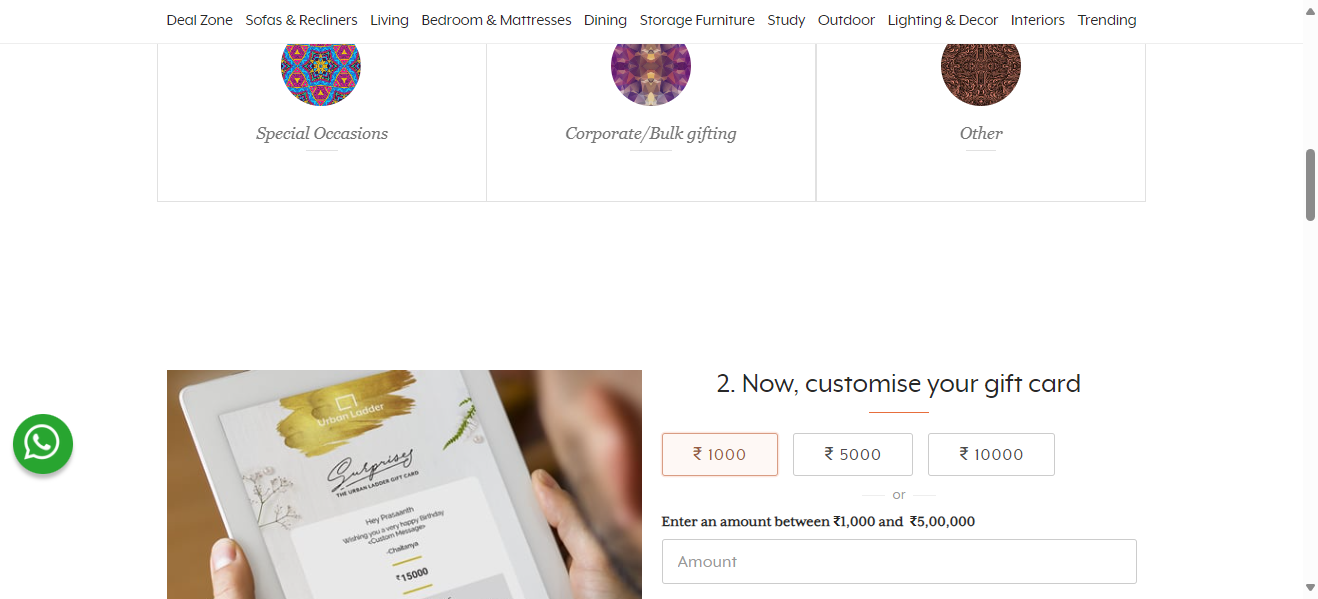 Deal Zone Sofas & Recliners Living Bedroom & Mattresses Dining Storage Furniture Study Outdoor Lighting & Decor Interiors Trending
Special Occasions Corporate/Bulk gifting Other
2. Now, customise your gift card
₹ 1000 ₹ 5000 ₹ 10000
or
Enter an amount between ₹1,000 and ₹5,00,000
Amount
Urban Ladder
Surprises
THE URBAN LADDER GIFT CARD
Hey Prasaanth
Wishing you a very happy Birthday
<Custom Message>
-Chaitanya
₹15000